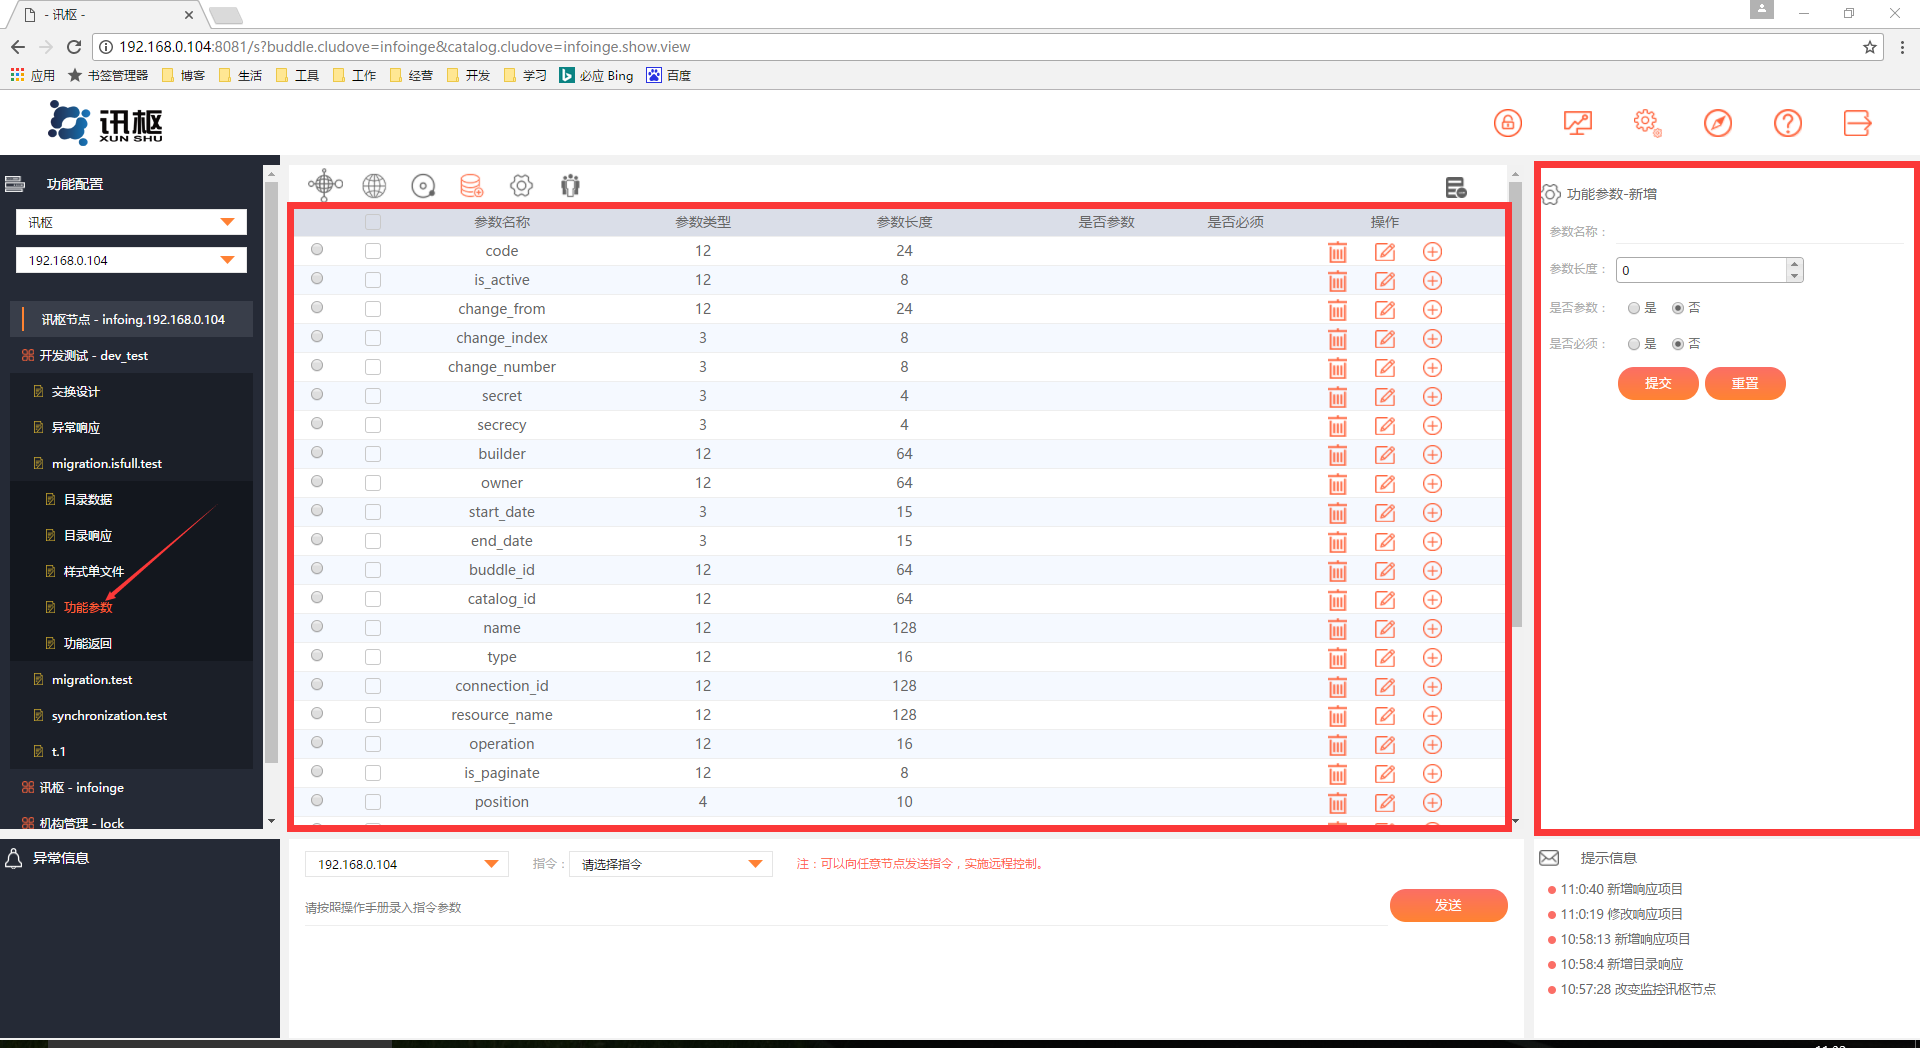 - 讯枢 -
192.168.0.104:8081/s?buddle.cludove=infoinge&catalog.cludove=infoinge.show.view
应用 书签管理器 博客 生活 工具 工作 经营 开发 学习 必应 Bing 百度
讯枢
XUN SHU
功能配置
讯枢
192.168.0.104
讯枢节点 - infoing.192.168.0.104
开发测试 - dev_test
交换设计
异常响应
migration.isfull.test
目录数据
目录响应
样式单文件
功能参数
功能返回
migration.test
synchronization.test
t.1
讯枢 - infoinge
机构管理 - lock
异常信息
参数名称 参数类型 参数长度 是否参数 是否必须 操作
code 12 24
is_active 12 8
change_from 12 24
change_index 3 8
change_number 3 8
secret 3 4
secrecy 3 4
builder 12 64
owner 12 64
start_date 3 15
end_date 3 15
buddle_id 12 64
catalog_id 12 64
name 12 128
type 12 16
connection_id 12 128
resource_name 12 128
operation 12 16
is_paginate 12 8
position 4 10
192.168.0.104 指令： 请选择指令 注：可以向任意节点发送指令，实施远程控制。
请按照操作手册录入指令参数
发送
功能参数-新增
参数名称：
参数长度： 0
是否参数： 是 否
是否必须： 是 否
提交 重置
提示信息
11:0:40 新增响应项目
11:0:19 修改响应项目
10:58:13 新增响应项目
10:58:4 新增目录响应
10:57:28 改变监控讯枢节点